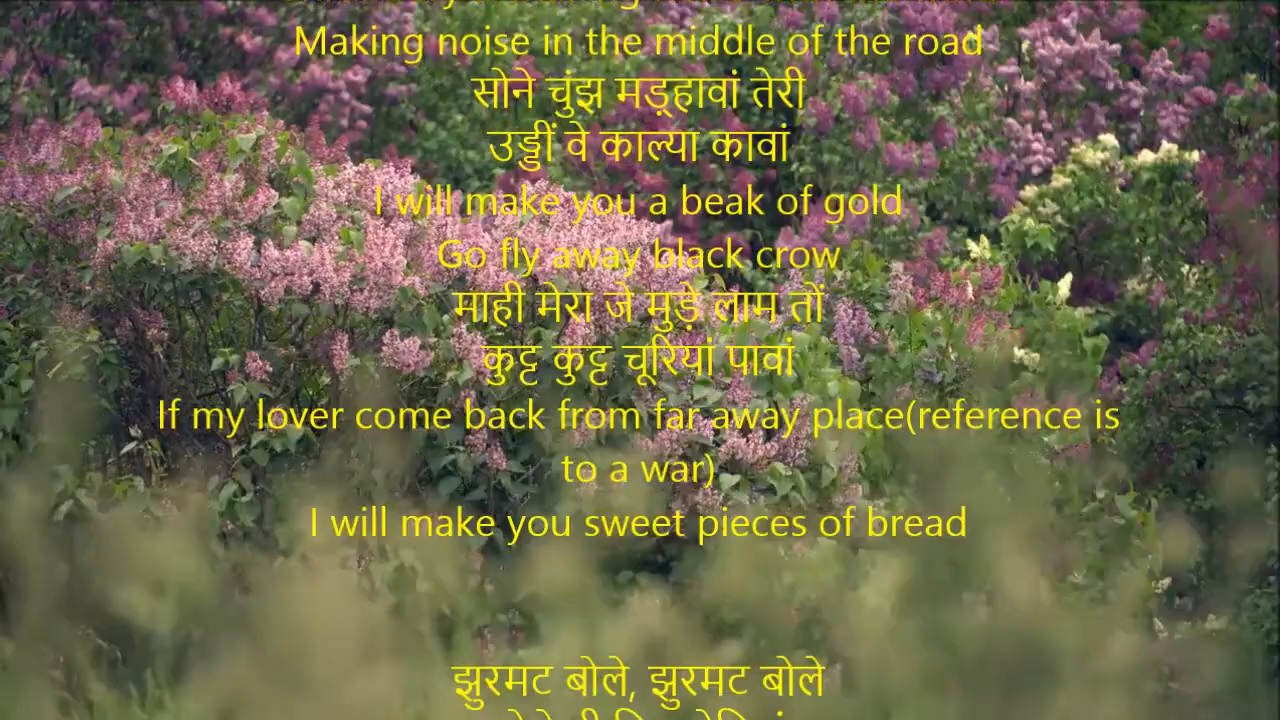 Making noise in the middle of the road
सोने चुंझ मड़्हावां तेरी
उड्डीं वे काल्या कावां
I will make you a beak of gold
Go fly away black crow
माही मेरा जे मुड़े लाम तों
कुट्ट कुट्ट चूरियां पावां
If my lover come back from far away place(reference is
to a war)
I will make you sweet pieces of bread
झुरमट बोले, झुरमट बोले